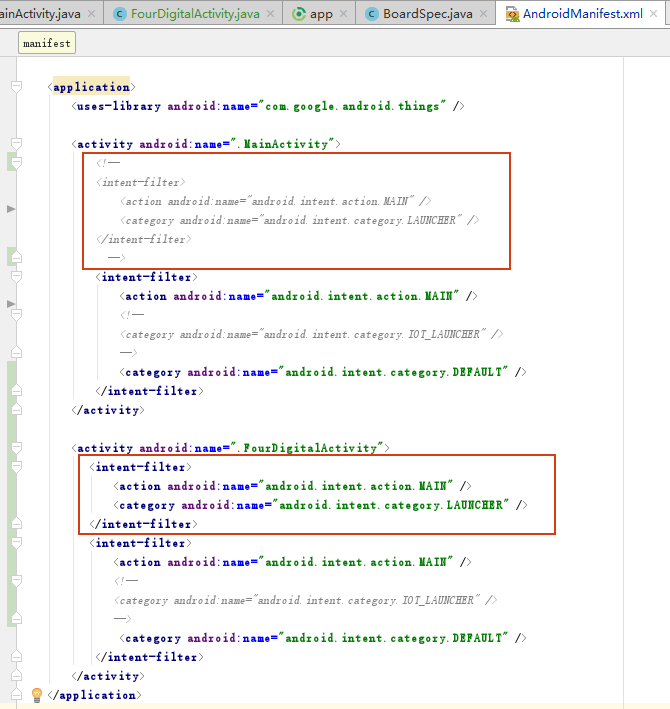 ainActivity.java FourDigitalActivity.java app BoardSpec.java AndroidManifest.xml
manifest
<application>
<uses-library android:name="com.google.android.things" />
<activity android:name=".MainActivity">
<!--
<intent-filter>
<action android:name="android.intent.action.MAIN" />
<category android:name="android.intent.category.LAUNCHER" />
</intent-filter>
-->
<intent-filter>
<action android:name="android.intent.action.MAIN" />
<!--
<category android:name="android.intent.category.IOT_LAUNCHER" />
-->
<category android:name="android.intent.category.DEFAULT" />
</intent-filter>
</activity>
<activity android:name=".FourDigitalActivity">
<intent-filter>
<action android:name="android.intent.action.MAIN" />
<category android:name="android.intent.category.LAUNCHER" />
</intent-filter>
<intent-filter>
<action android:name="android.intent.action.MAIN" />
<!--
<category android:name="android.intent.category.IOT_LAUNCHER" />
-->
<category android:name="android.intent.category.DEFAULT" />
</intent-filter>
</activity>
</application>